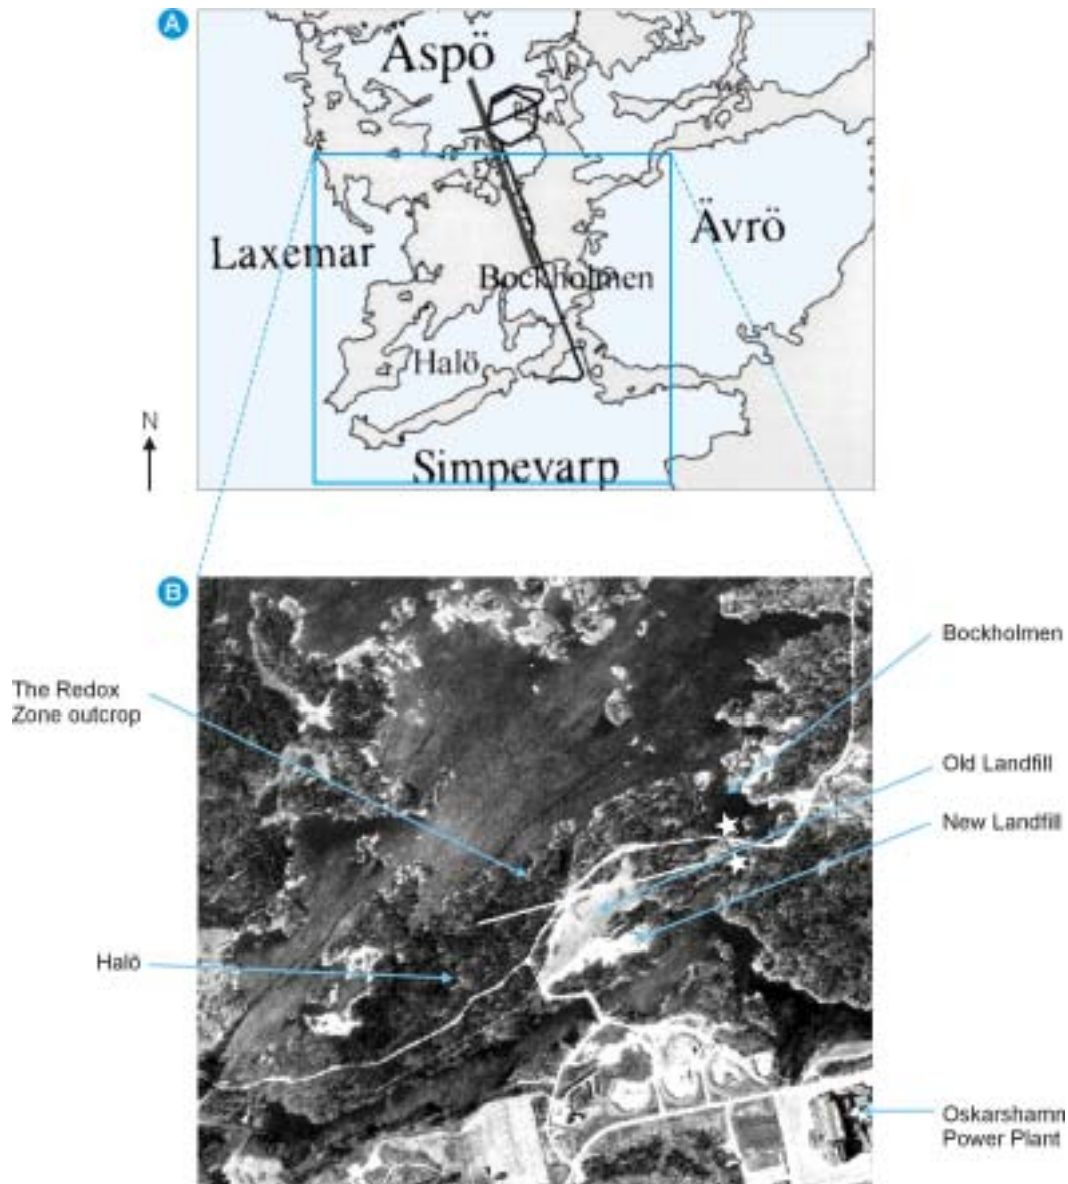 A
Äspö
Ävrö
Laxemar
Bockholmen
Halö
N
Simpevarp
B
Bockholmen
The Redox
Zone outcrop
Old Landfill
New Landfill
Halö
Oskarshamn
Power Plant